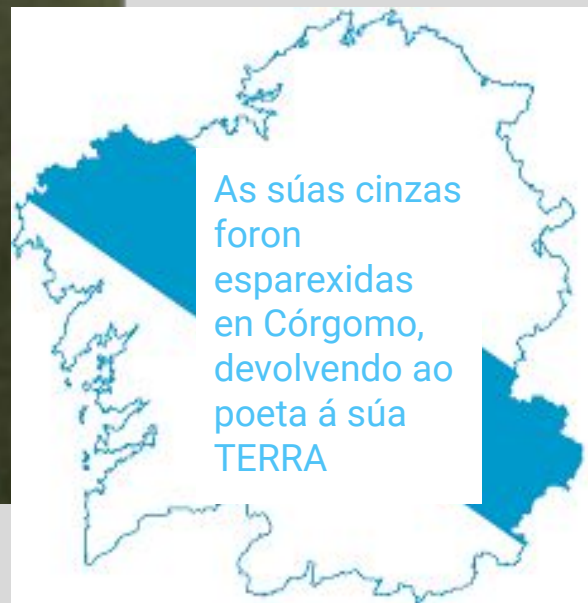 As súas cinzas
foron
esparexidas
en Córgomo,
devolvendo ao
poeta á súa
TERRA